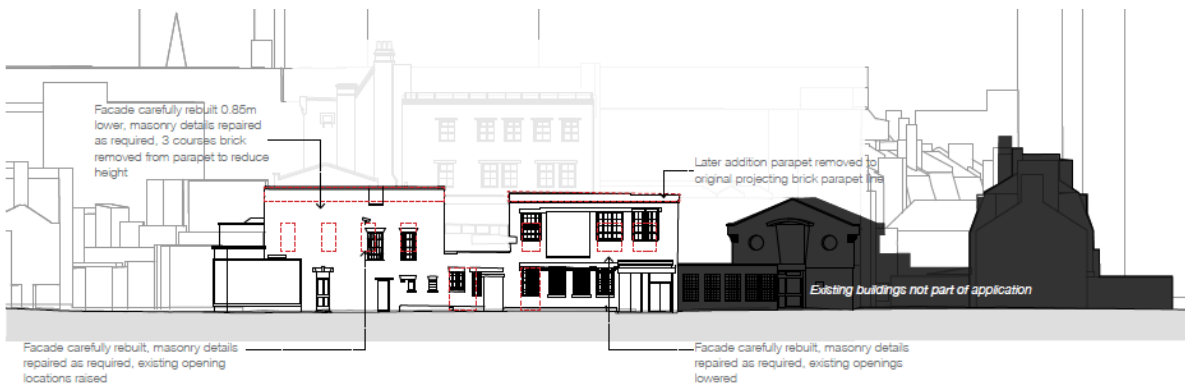 Facade carefully rebuilt 0.85m
lower, masonry details repaired
as required, 3 courses brick
removed from parapet to reduce
height
Later addition parapet removed to
original projecting brick parapet line
Existing buildings not part of application
Facade carefully rebuilt, masonry details
repaired as required, existing opening
locations raised
Facade carefully rebuilt, masonry details
repaired as required, existing openings
lowered